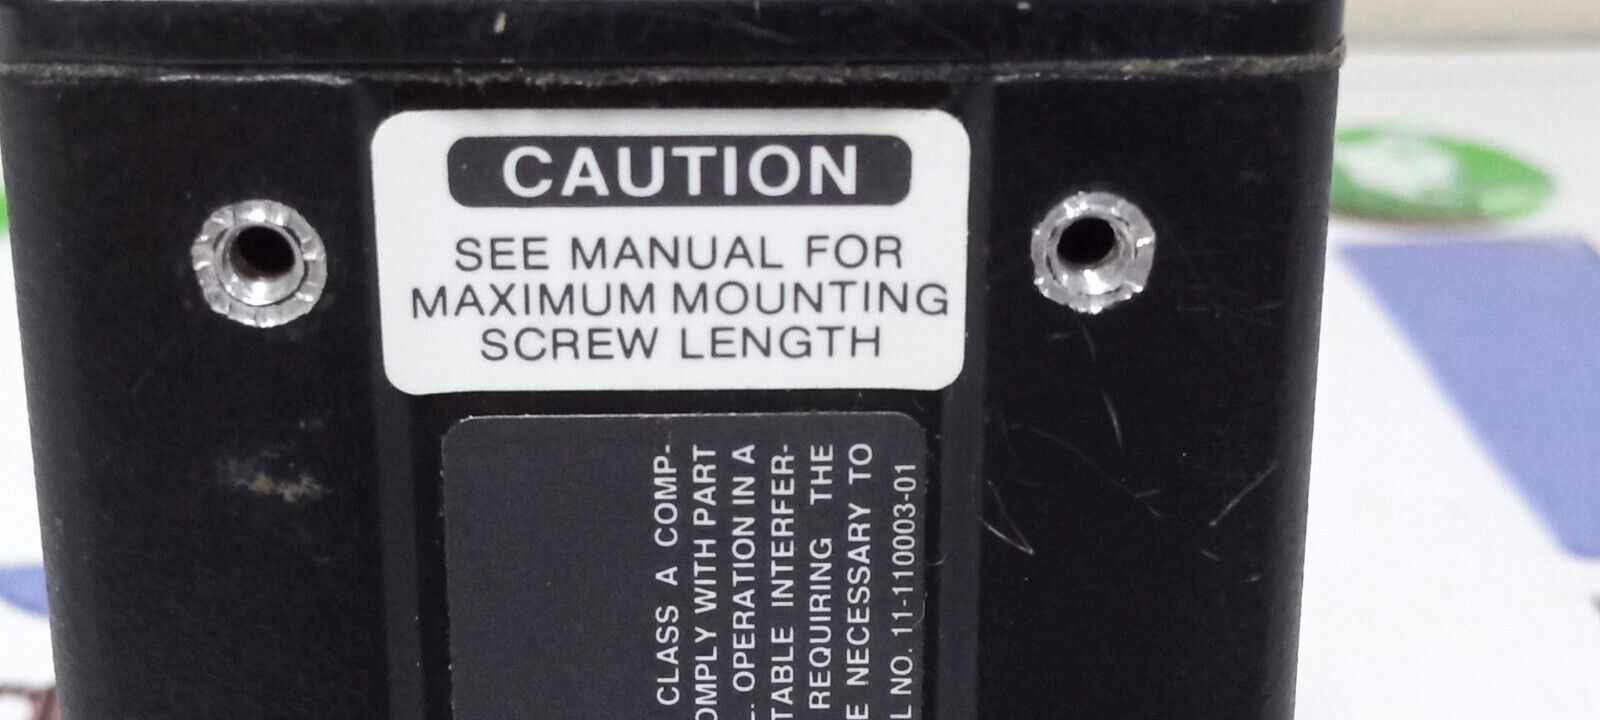 CAUTION
SEE MANUAL FOR
MAXIMUM MOUNTING
SCREW LENGTH
CLASS A COMP-
OMPLY WITH PART
. OPERATION IN A
TABLE INTERFER-
REQUIRING THE
E NECESSARY TO
L NO. 11-110003-01